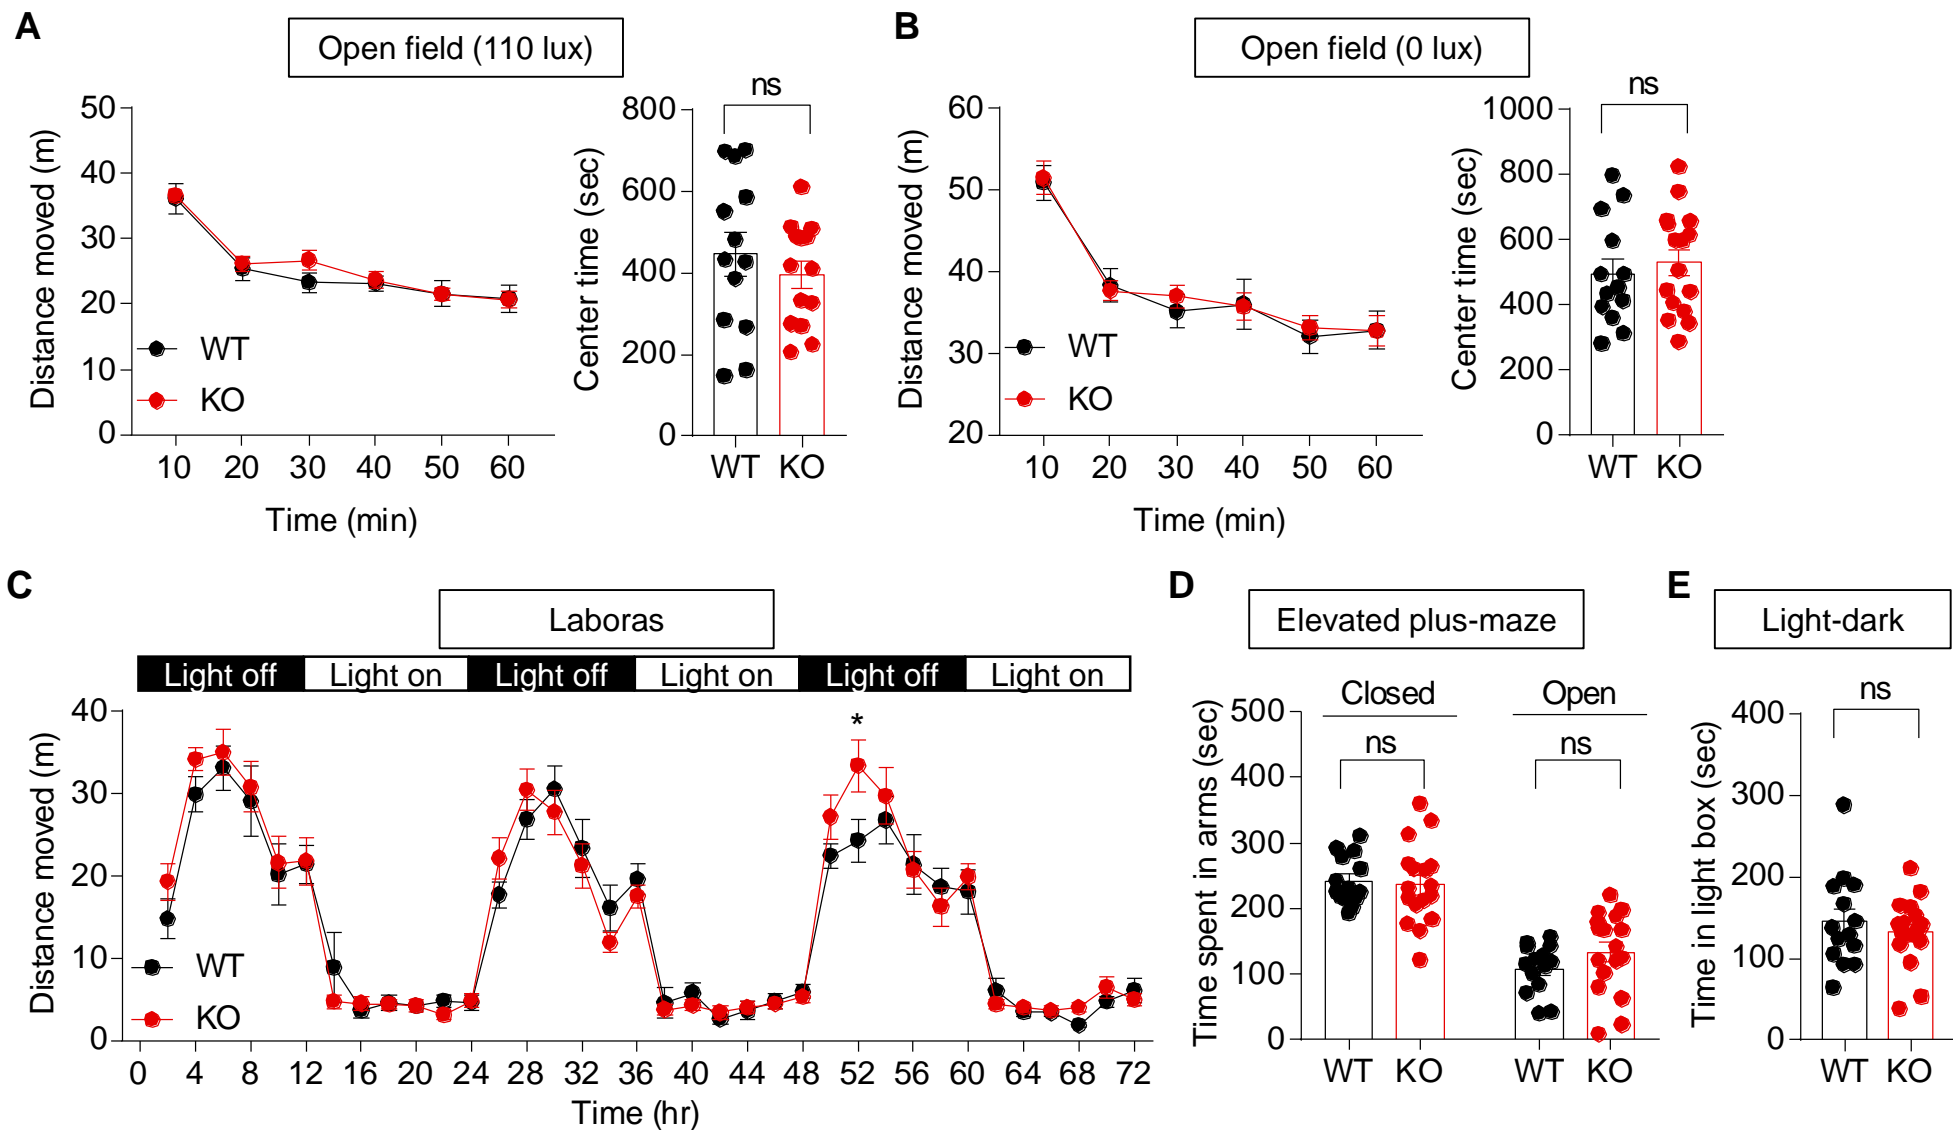 A
Open field (110 lux)
Distance moved (m)
50
40
30
20
10
0
WT
KO
10 20 30 40 50 60
Time (min)
Center time (sec)
800
600
400
200
0
ns
WT KO
B
Open field (0 lux)
Distance moved (m)
60
50
40
30
20
WT
KO
10 20 30 40 50 60
Time (min)
Center time (sec)
1000
800
600
400
200
0
ns
WT KO
C
Laboras
Light off Light on Light off Light on Light off Light on
Distance moved (m)
40
30
20
10
0
*
WT
KO
0 4 8 12 16 20 24 28 32 36 40 44 48 52 56 60 64 68 72
Time (hr)
D
Elevated plus-maze
Time spent in arms (sec)
500
400
300
200
100
0
Closed Open
ns ns
WT KO WT KO
E
Light-dark
Time in light box (sec)
400
300
200
100
0
ns
WT KO